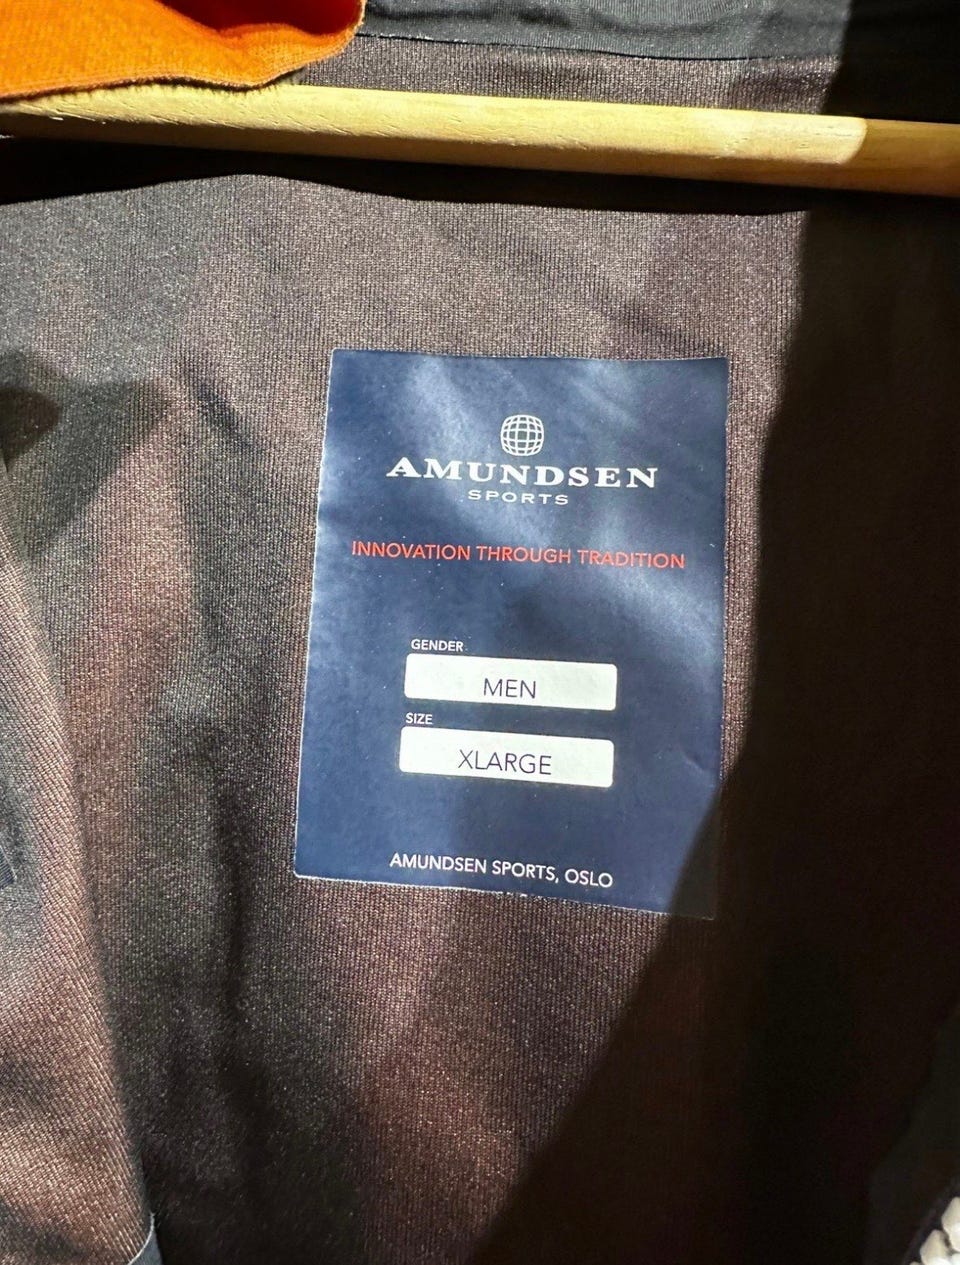 AMUNDSEN
SPORTS
INNOVATION THROUGH TRADITION
GENDER
MEN
SIZE
XLARGE
AMUNDSEN SPORTS, OSLO